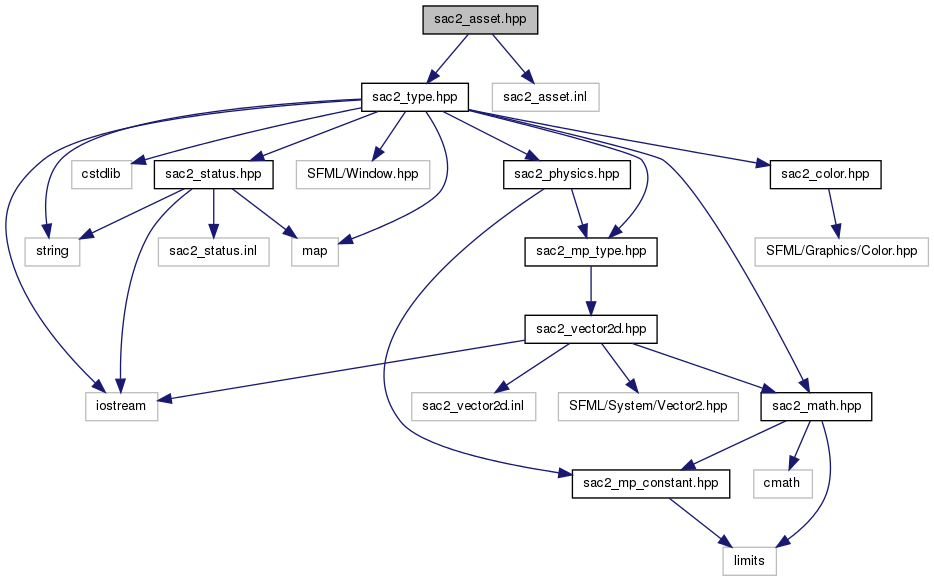 sac2_asset.hpp
sac2_type.hpp
sac2_asset.inl
cstdlib
sac2_status.hpp
SFML/Window.hpp
sac2_physics.hpp
sac2_color.hpp
string
sac2_status.inl
map
sac2_mp_type.hpp
SFML/Graphics/Color.hpp
sac2_vector2d.hpp
iostream
sac2_vector2d.inl
SFML/System/Vector2.hpp
sac2_math.hpp
sac2_mp_constant.hpp
cmath
limits